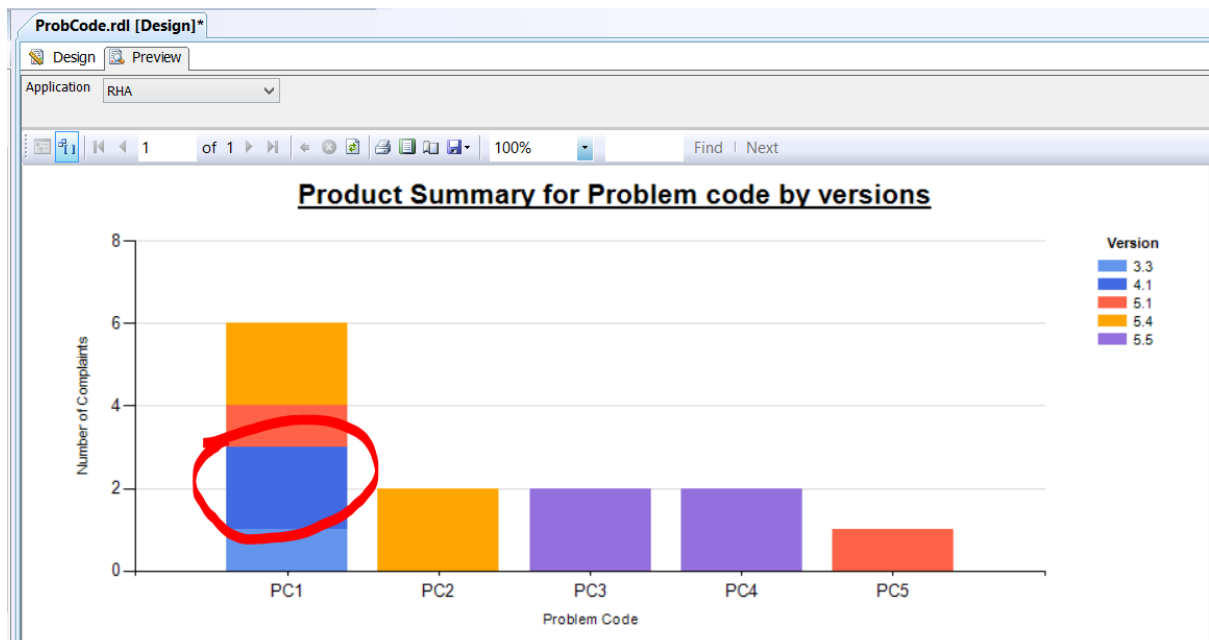 ProbCode.rdl [Design]*
Design Preview
Application RHA
1 of 1 100% Find Next
Product Summary for Problem code by versions
8
6
4
2
0
Number of Complaints
PC1 PC2 PC3 PC4 PC5
Problem Code
Version
3.3
4.1
5.1
5.4
5.5